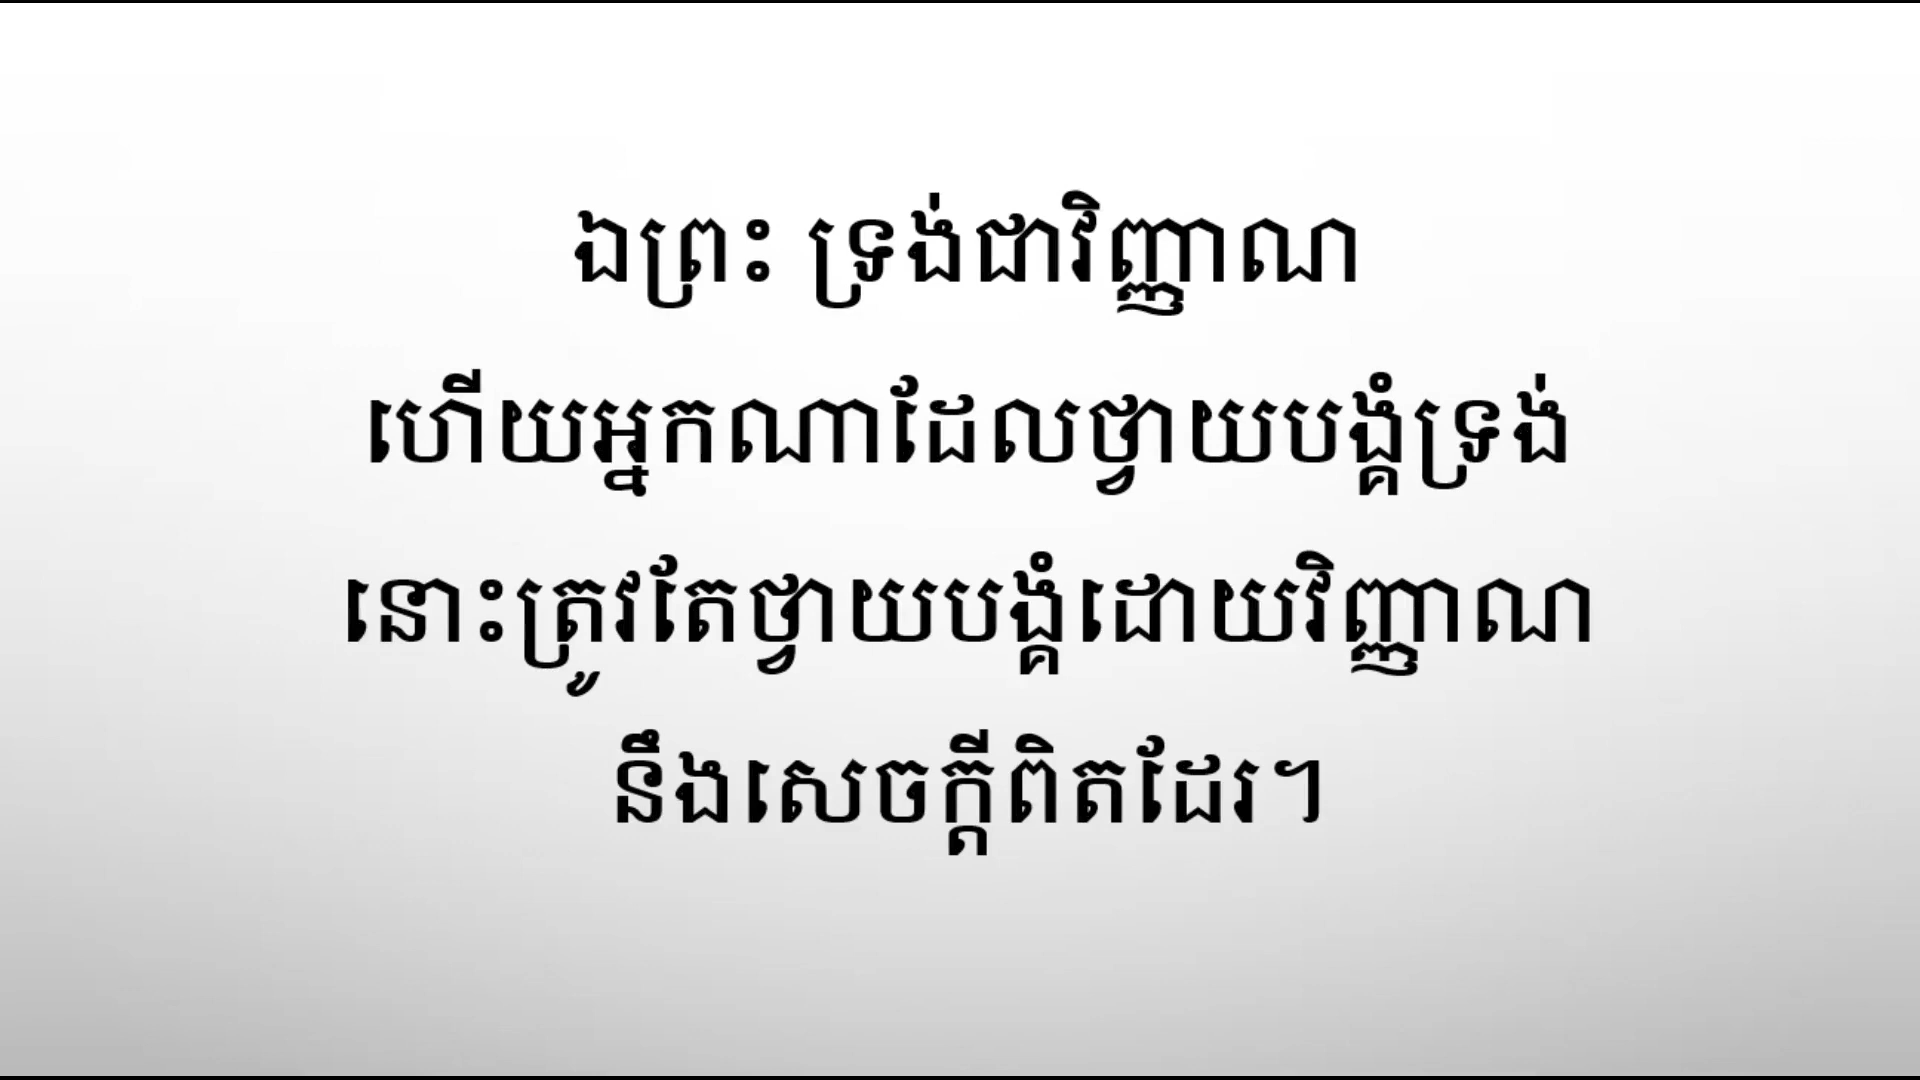 ឯព្រះ ទ្រង់ជាវិញ្ញាណ
ហើយអ្នកណាដែលថ្វាយបង្គំទ្រង់
នោះត្រូវតែថ្វាយបង្គំដោយវិញ្ញាណ
នឹងសេចក្ដីពិតដែរ។